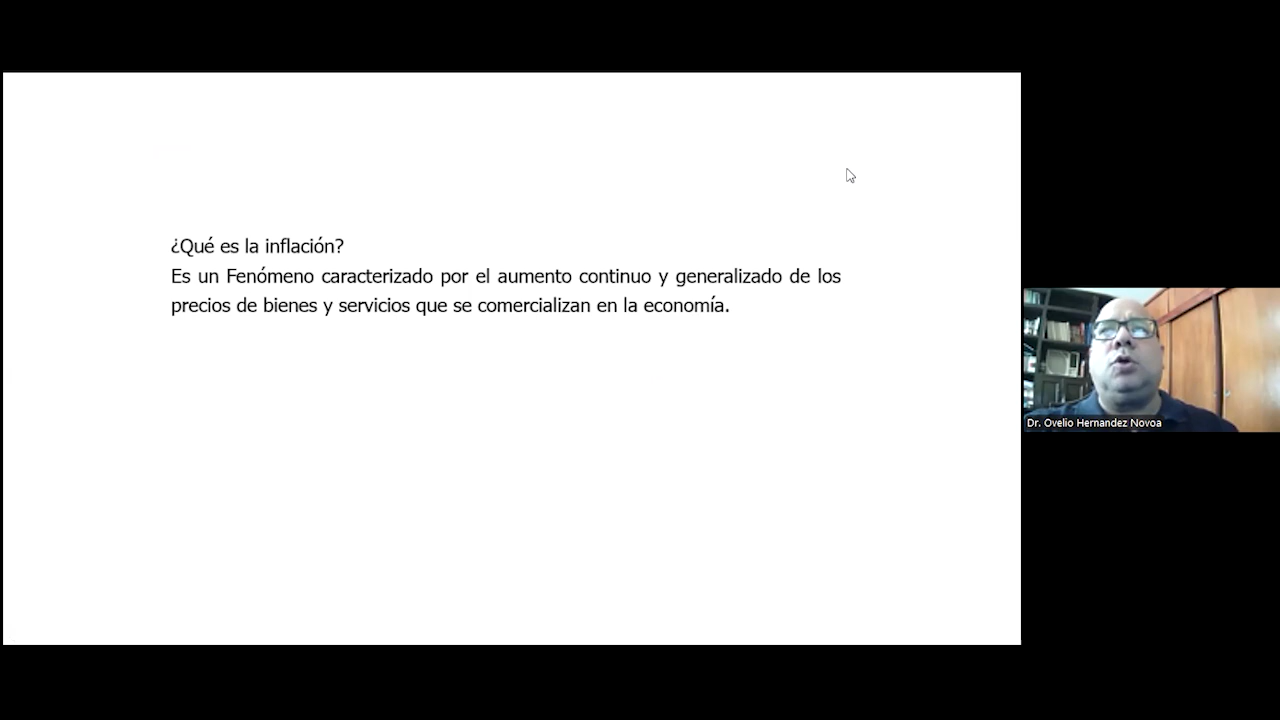 ¿Qué es la inflación?
Es un Fenómeno caracterizado por el aumento continuo y generalizado de los
precios de bienes y servicios que se comercializan en la economía.
Dr. Ovelio Hernandez Novoa